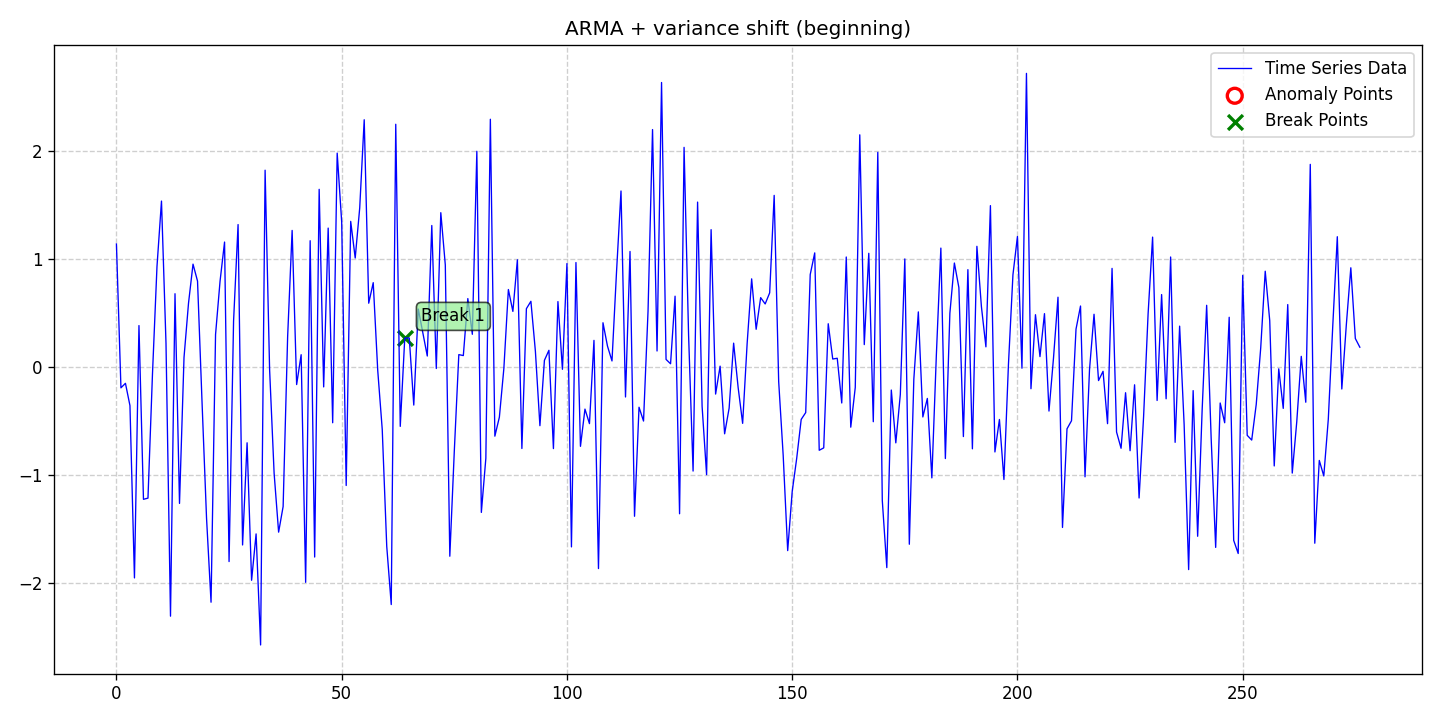 ARMA + variance shift (beginning)
Time Series Data
Anomaly Points
Break Points
Break 1
2
1
0
−1
−2
0
50
100
150
200
250